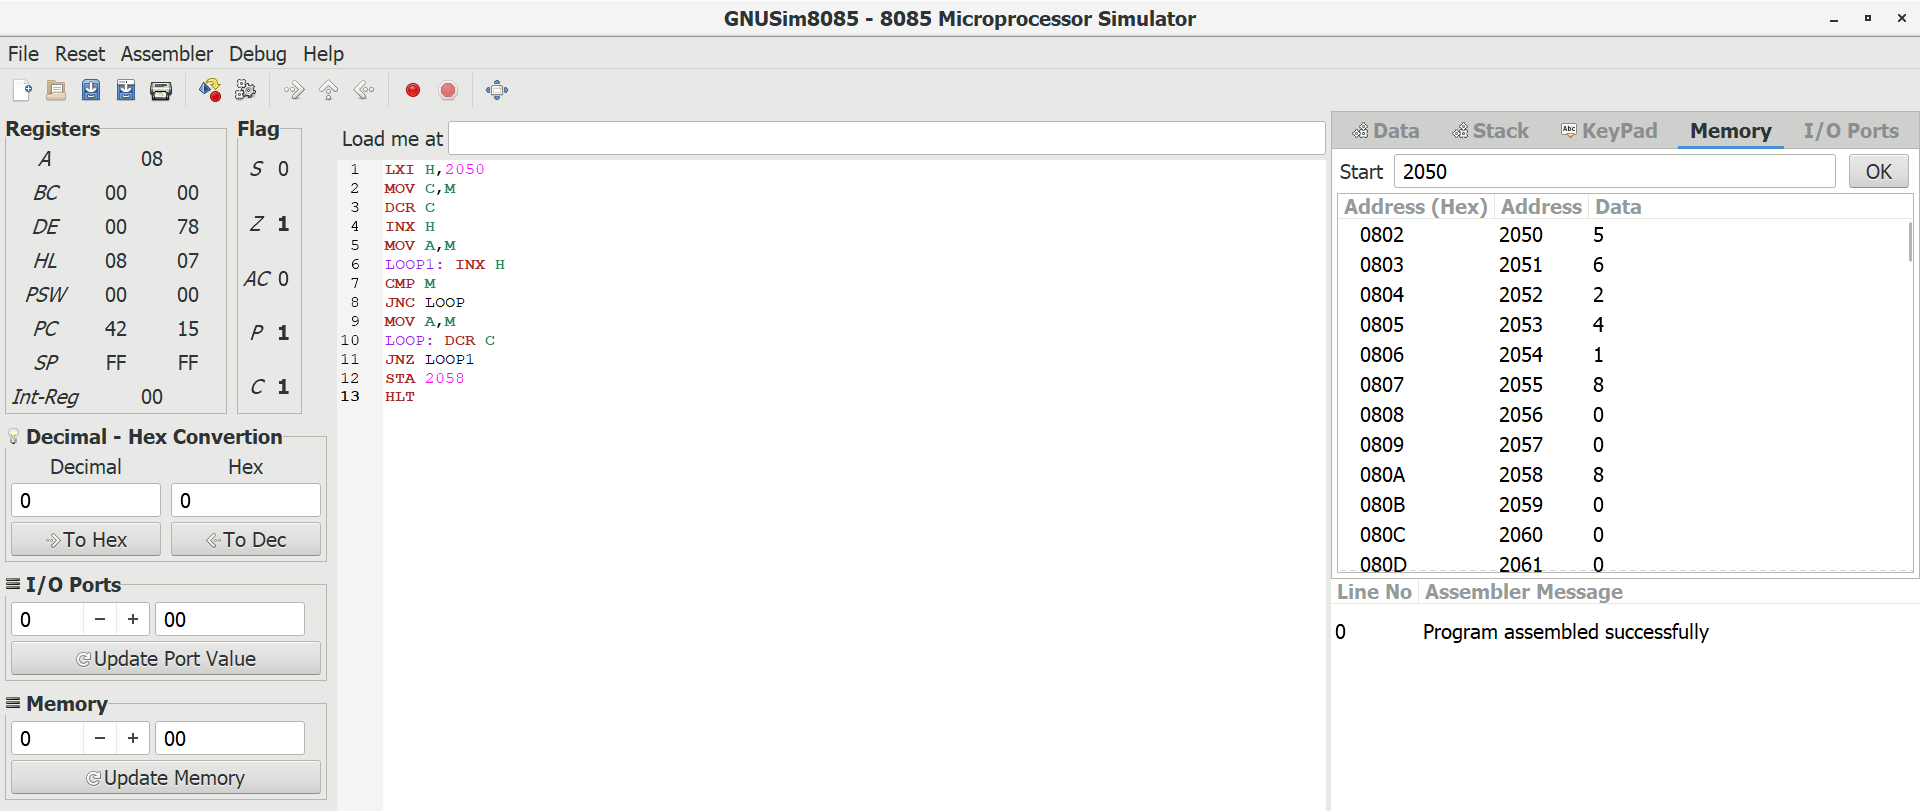 GNUSim8085 - 8085 Microprocessor Simulator
File Reset Assembler Debug Help
Registers
A 08
BC 00 00
DE 00 78
HL 08 07
PSW 00 00
PC 42 15
SP FF FF
Int-Reg 00
Flag
S 0
Z 1
AC 0
P 1
C 1
Decimal - Hex Convertion
Decimal Hex
0 0
To Hex To Dec
I/O Ports
0 − + 00
Update Port Value
Memory
0 − + 00
Update Memory
Load me at
1 LXI H,2050
2 MOV C,M
3 DCR C
4 INX H
5 MOV A,M
6 LOOP1: INX H
7 CMP M
8 JNC LOOP
9 MOV A,M
10 LOOP: DCR C
11 JNZ LOOP1
12 STA 2058
13 HLT
Data Stack Abc KeyPad Memory I/O Ports
Start 2050 OK
Address (Hex) Address Data
0802 2050 5
0803 2051 6
0804 2052 2
0805 2053 4
0806 2054 1
0807 2055 8
0808 2056 0
0809 2057 0
080A 2058 8
080B 2059 0
080C 2060 0
080D 2061 0
Line No Assembler Message
0 Program assembled successfully